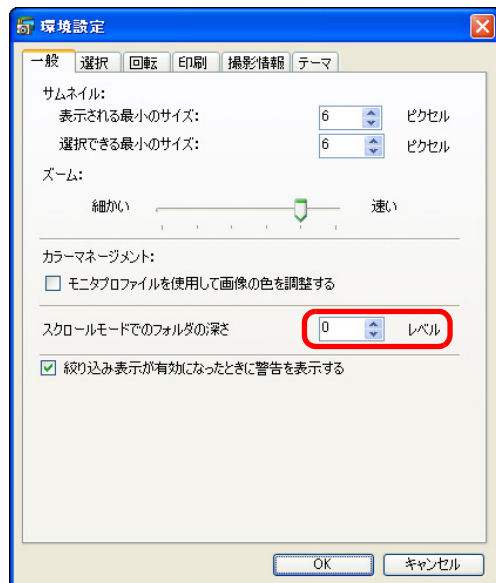 環境設定
一般 選択 回転 印刷 撮影情報 テーマ
サムネイル:
表示される最小のサイズ: 6 ピクセル
選択できる最小のサイズ: 6 ピクセル
ズーム:
細かい 速い
カラーマネージメント:
モニタプロファイルを使用して画像の色を調整する
スクロールモードでのフォルダの深さ 0 レベル
絞り込み表示が有効になったときに警告を表示する
OK キャンセル